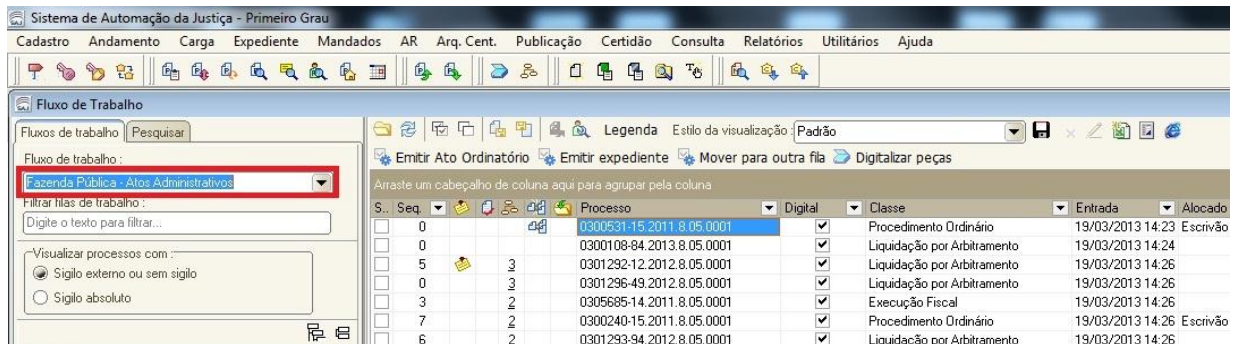 Sistema de Automação da Justiça - Primeiro Grau
Cadastro Andamento Carga Expediente Mandados AR Arq. Cent. Publicação Certidão Consulta Relatórios Utilitários Ajuda
Fluxo de Trabalho
Fluxos de trabalho Pesquisar
Legenda Estilo da visualização: Padrão
Fluxo de trabalho :
Emitir Ato Ordinatório Emitir expediente Mover para outra fila Digitalizar peças
Fazenda Pública - Atos Administrativos
Arraste um cabeçalho de coluna aqui para agrupar pela coluna
Filtrar filas de trabalho :
Digite o texto para filtrar...
Visualizar processos com :
Sigilo externo ou sem sigilo
Sigilo absoluto
S.. Seq. Processo Digital Classe Entrada Alocado
0 0300531-15.2011.8.05.0001 Procedimento Ordinário 19/03/2013 14:23 Escrivão
0 0300108-84.2013.8.05.0001 Liquidação por Arbitramento 19/03/2013 14:24
5 3 0301292-12.2012.8.05.0001 Liquidação por Arbitramento 19/03/2013 14:26
0 3 0301296-49.2012.8.05.0001 Liquidação por Arbitramento 19/03/2013 14:26
3 2 0305685-14.2011.8.05.0001 Execução Fiscal 19/03/2013 14:26
7 2 0300240-15.2011.8.05.0001 Procedimento Ordinário 19/03/2013 14:26 Escrivão
6 2 0301293-94.2012.8.05.0001 Liquidação por Arbitramento 19/03/2013 14:26